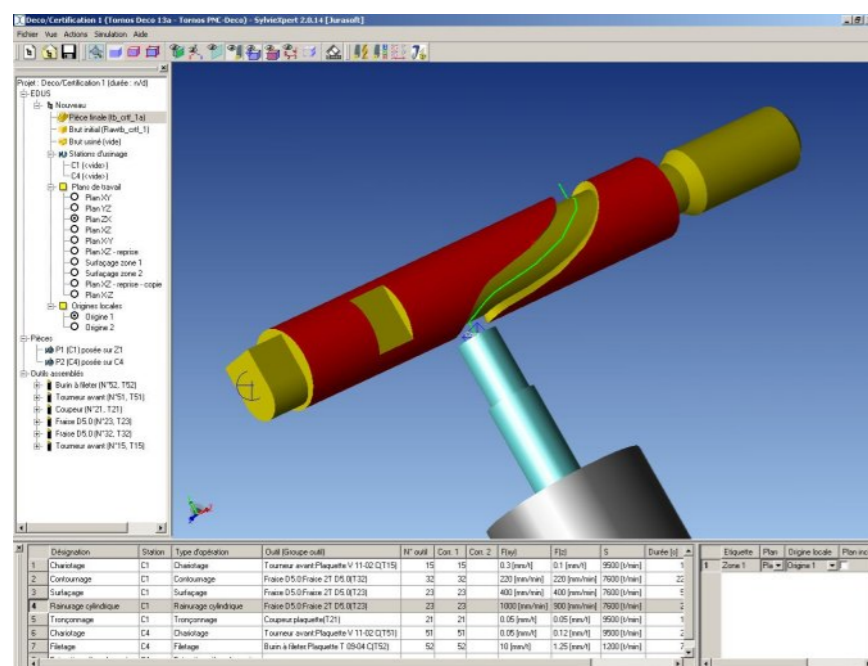 Deco/Certification 1 (Tornos Deco 13a - Tornos PNC-Deco) - SylvieXpert 2.0.14 [Jurasoft]
Fichier Vue Actions Simulation Aide
Projet : Deco/Certification 1 (durée : n/d)
EDUS
Nouveau
Pièce finale (tb_crtl_1a)
Brut initial (Rawtb_crtl_1)
Brut usiné (vide)
Stations d'usinage
C1 (<vide>)
C4 (<vide>)
Plans de travail
Plan XY
Plan YZ
Plan ZX
Plan XZ
Plan XZ - reprise
Surfaçage zone 1
Surfaçage zone 2
Plan XZ - reprise - copie
Origines locales
Origine 1
Origine 2
Pièces
P1 (C1) posée sur Z1
P2 (C4) posée sur C4
Outils assemblés
Burin à fileter (N°52, T52)
Tourneur avant (N°51, T51)
Coupeur (N°21, T21)
Fraise D5.0 (N°23, T23)
Fraise D5.0 (N°32, T32)
Tourneur avant (N°15, T15)
Désignation Station Type d'opération Outil (Groupe outil) N° outil Corr. 1 Corr. 2 F(xy) F(z) S Durée [s] Etiquette Plan Origine locale Plan inc
1 Chariotage C1 Chariotage Tourneur avant:Plaquette V 11-02 C(T15) 15 15 0.3 [mm/t] 0.1 [mm/t] 9500 [t/min] 1 1 Zone 1 Pla Origine 1
2 Contournage C1 Contournage Fraise D5.0:Fraise 2T D5.0(T32) 32 32 220 [mm/min] 220 [mm/min] 7600 [t/min] 22
3 Surfaçage C1 Surfaçage Fraise D5.0:Fraise 2T D5.0(T23) 23 23 400 [mm/min] 400 [mm/min] 7600 [t/min] 5
4 Rainurage cylindrique C1 Rainurage cylindrique Fraise D5.0:Fraise 2T D5.0(T23) 23 23 1000 [mm/min] 900 [mm/min] 7600 [t/min] 2
5 Tronçonnage C1 Tronçonnage Coupeur:plaquette(T21) 21 21 0.05 [mm/t] 0.05 [mm/t] 9500 [t/min] 1
6 Chariotage C4 Chariotage Tourneur avant:Plaquette V 11-02 C(T51) 51 51 0.05 [mm/t] 0.12 [mm/t] 9500 [t/min] 2
7 Filetage C4 Filetage Burin à fileter:Plaquette T 09-04 C(T52) 52 52 10 [mm/t] 1.25 [mm/t] 1200 [t/min] 7